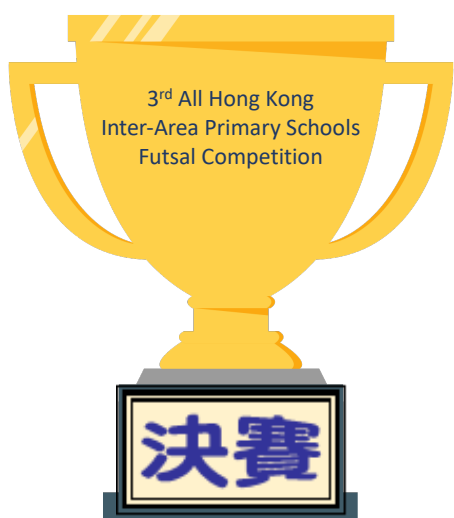 3rd All Hong Kong
Inter-Area Primary Schools
Futsal Competition
決賽